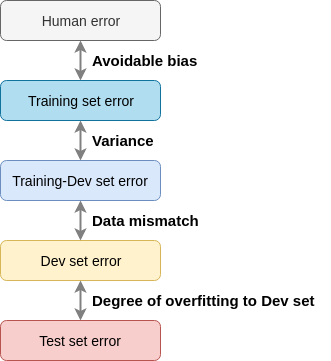 Human error
Avoidable bias
Training set error
Variance
Training-Dev set error
Data mismatch
Dev set error
Degree of overfitting to Dev set
Test set error